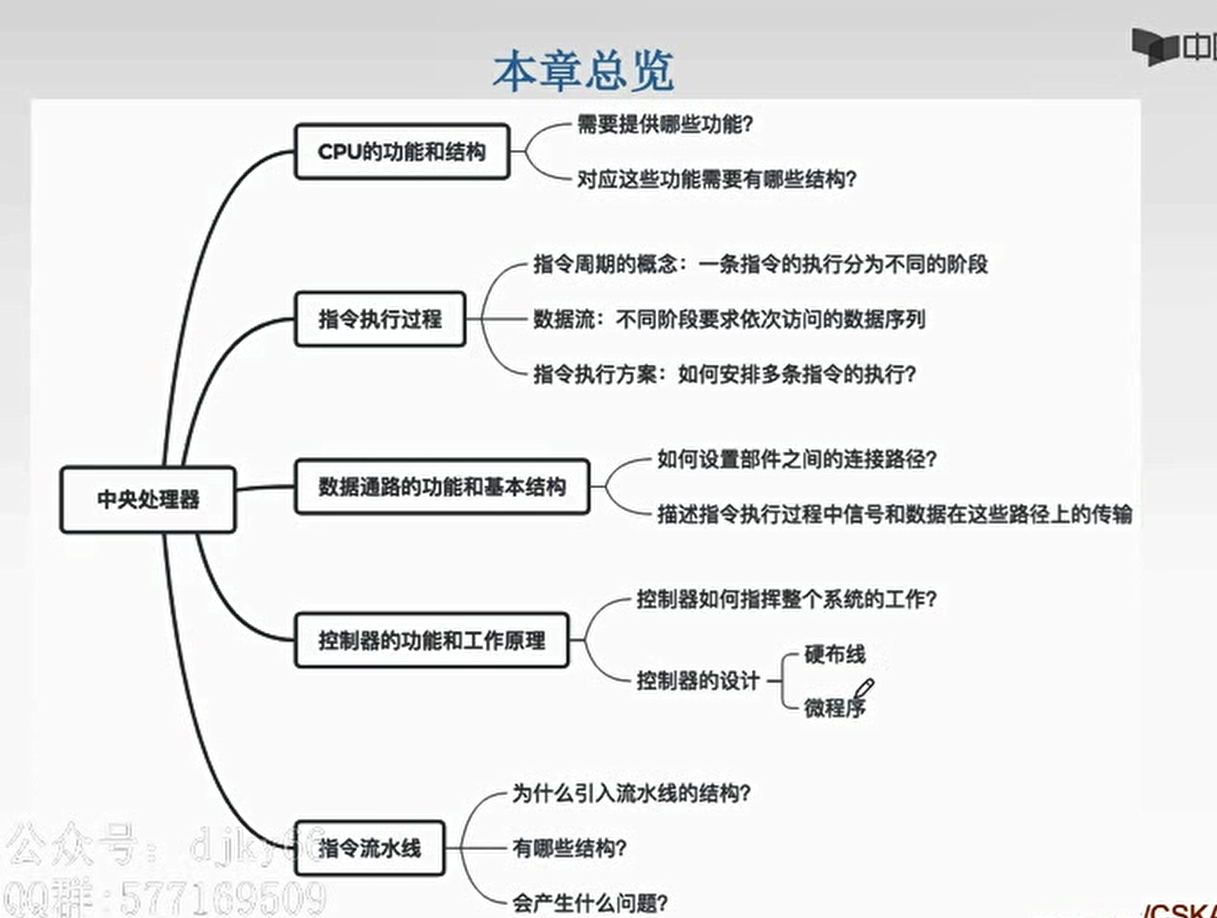 本章总览
中
CPU的功能和结构
需要提供哪些功能?
对应这些功能需要有哪些结构?
指令执行过程
指令周期的概念：一条指令的执行分为不同的阶段
数据流：不同阶段要求依次访问的数据序列
指令执行方案：如何安排多条指令的执行?
中央处理器
数据通路的功能和基本结构
如何设置部件之间的连接路径?
描述指令执行过程中信号和数据在这些路径上的传输
控制器的功能和工作原理
控制器如何指挥整个系统的工作?
控制器的设计
硬布线
微程序
指令流水线
为什么引入流水线的结构?
有哪些结构?
会产生什么问题?
公众号：djky66
QQ群:577169509
/CSKA